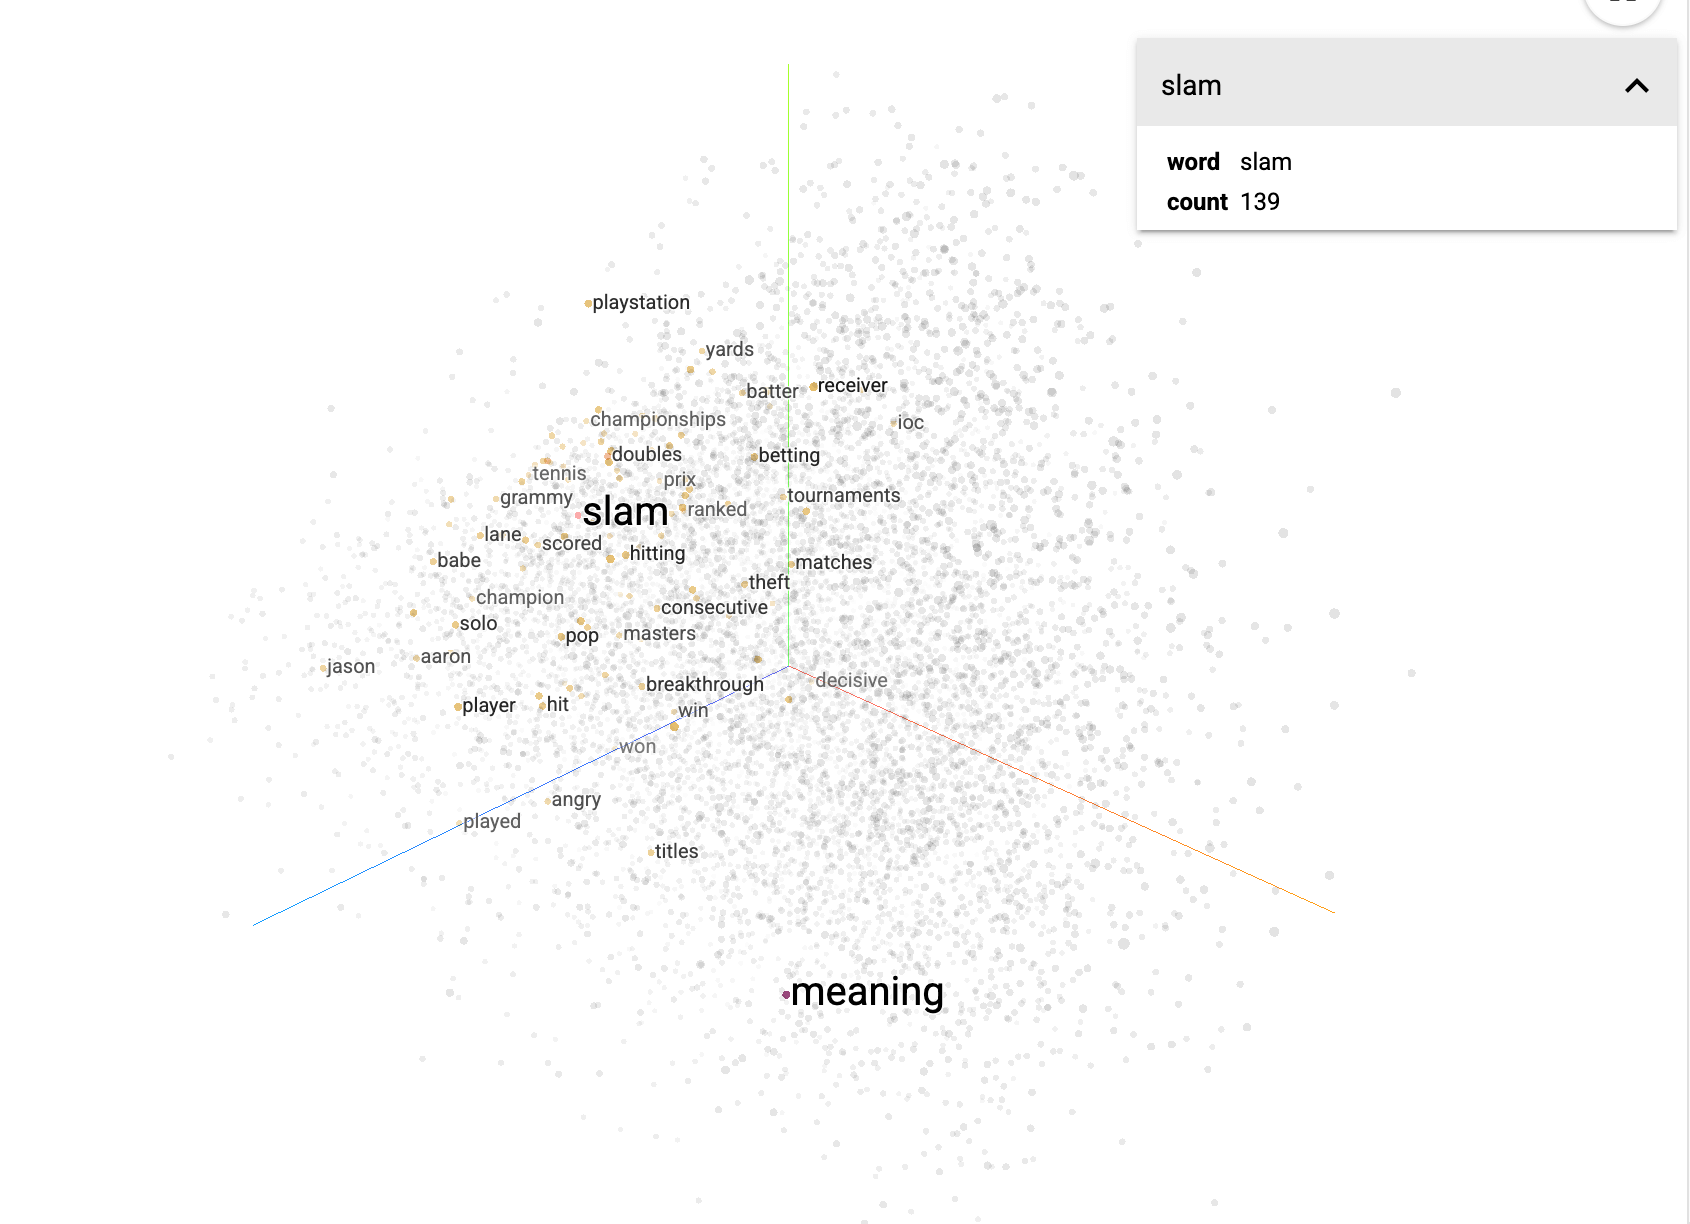 slam
word slam
count 139
playstation
yards
batter
receiver
championships
ioc
doubles
betting
tennis
prix
grammy
tournaments
slam
ranked
lane
scored
hitting
babe
matches
theft
champion
consecutive
solo
pop
masters
aaron
jason
breakthrough
decisive
player
hit
win
won
angry
played
titles
meaning